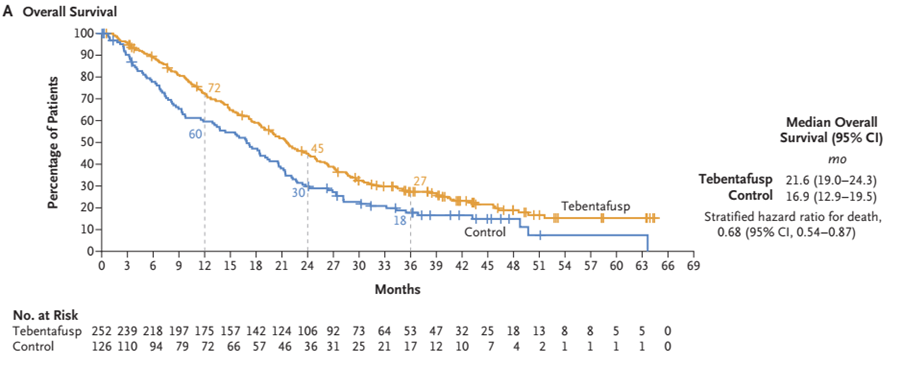 A Overall Survival
Percentage of Patients
100
90
80
70
60
50
40
30
20
10
0
72
60
45
30
27
18
Tebentafusp
Control
0 3 6 9 12 15 18 21 24 27 30 33 36 39 42 45 48 51 54 57 60 63 66 69
Months
Median Overall
Survival (95% CI)
mo
Tebentafusp 21.6 (19.0–24.3)
Control 16.9 (12.9–19.5)
Stratified hazard ratio for death,
0.68 (95% CI, 0.54–0.87)
No. at Risk
Tebentafusp 252 239 218 197 175 157 142 124 106 92 73 64 53 47 32 25 18 13 8 8 5 5 0
Control 126 110 94 79 72 66 57 46 36 31 25 21 17 12 10 7 4 2 1 1 1 1 0